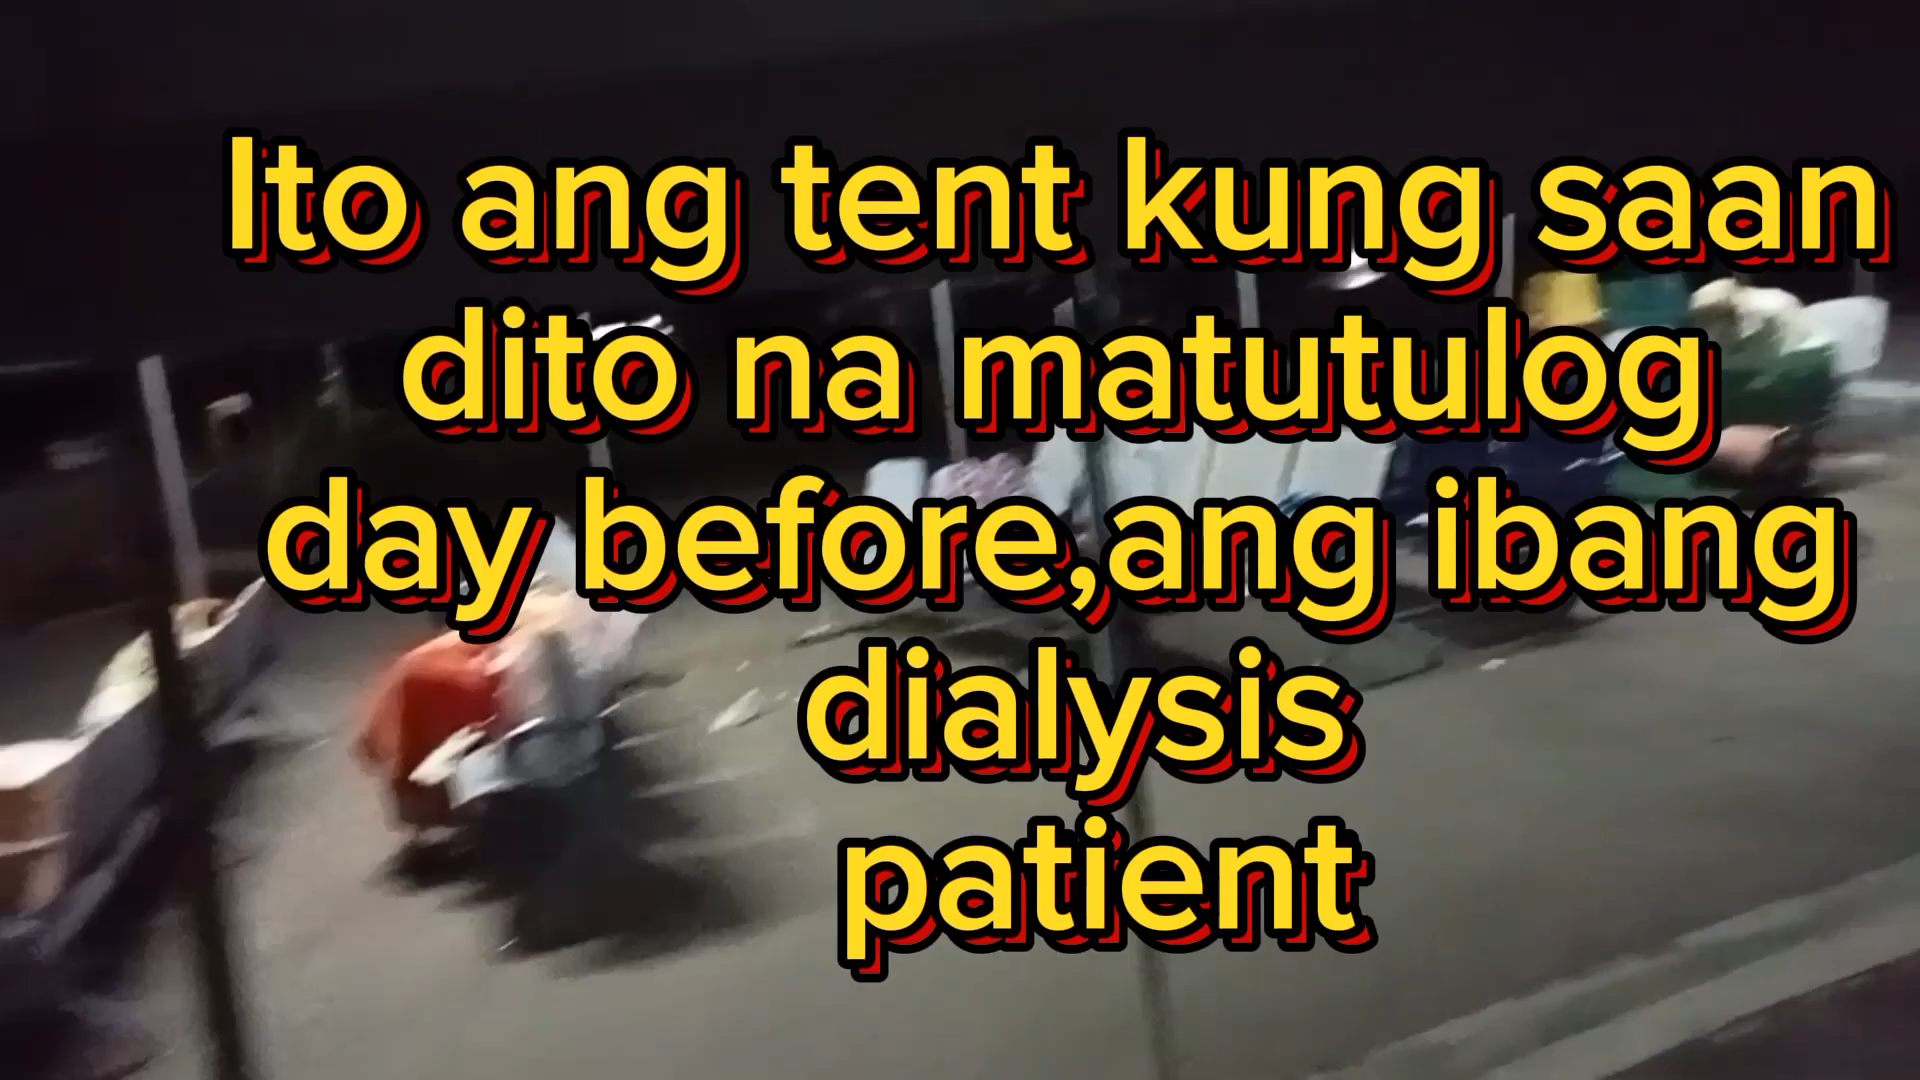 Ito ang tent kung saan
dito na matutulog
day before,ang ibang
dialysis
patient